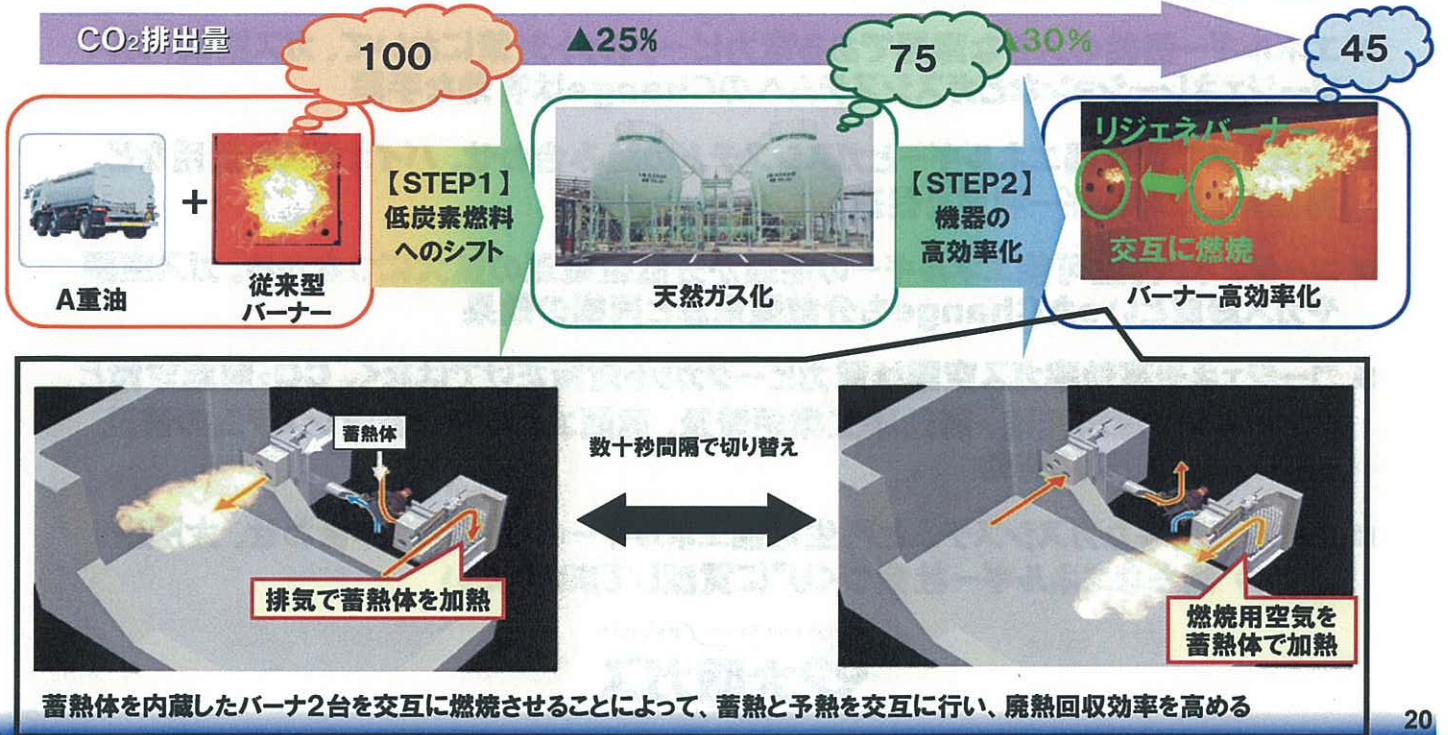 CO₂排出量
100
▲25%
75
▲30%
45
A重油
+
従来型
バーナー
【STEP1】
低炭素燃料
へのシフト
天然ガス化
【STEP2】
機器の
高効率化
リジェネバーナー
交互に燃焼
バーナー高効率化
蓄熱体
排気で蓄熱体を加熱
数十秒間隔で切り替え
燃焼用空気を
蓄熱体で加熱
蓄熱体を内蔵したバーナ2台を交互に燃焼させることによって、蓄熱と予熱を交互に行い、廃熱回収効率を高める
20